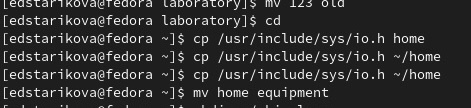 [edstarikova@fedora laboratory]$ mv 123 old
[edstarikova@fedora laboratory]$ cd
[edstarikova@fedora ~]$ cp /usr/include/sys/io.h home
[edstarikova@fedora ~]$ cp /usr/include/sys/io.h ~/home
[edstarikova@fedora ~]$ cp /usr/include/sys/io.h ~/home
[edstarikova@fedora ~]$ mv home equipment